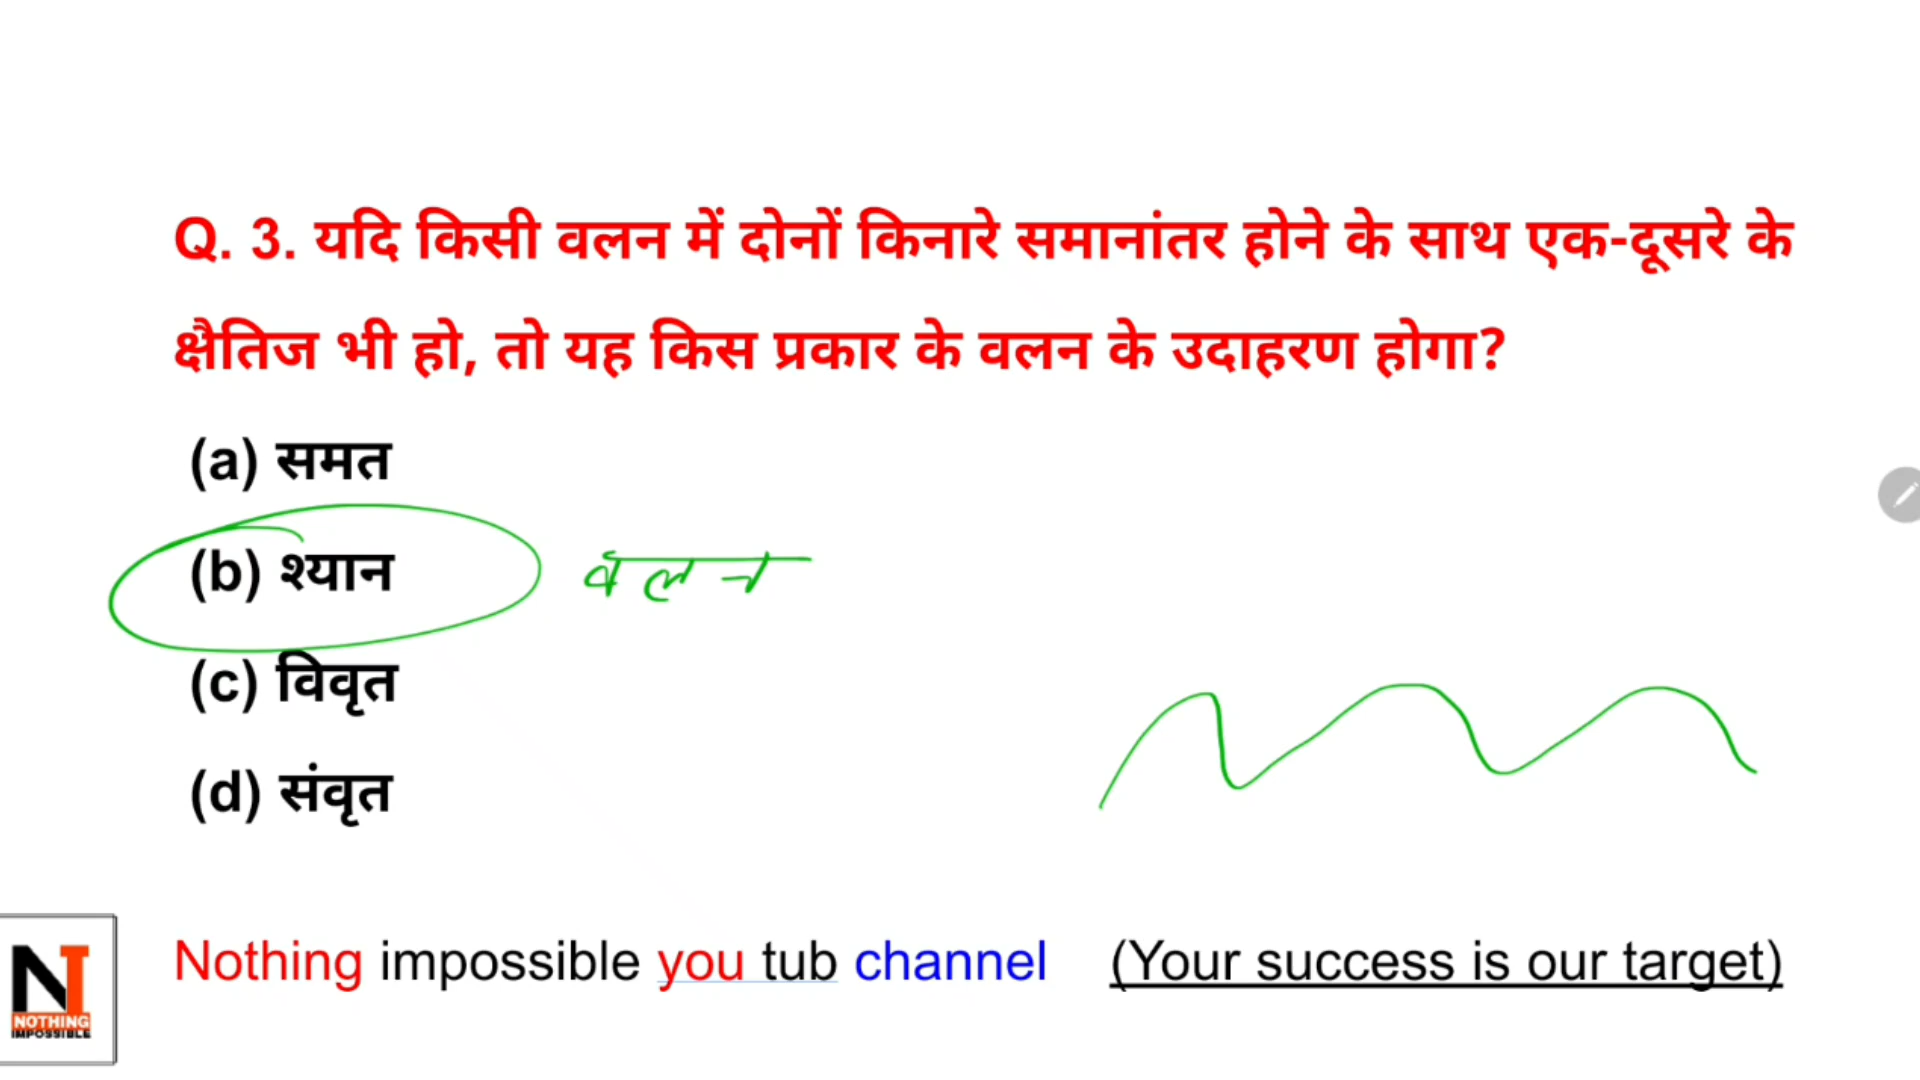 Q. 3. यदि किसी वलन में दोनों किनारे समानांतर होने के साथ एक-दूसरे के
क्षैतिज भी हो, तो यह किस प्रकार के वलन के उदाहरण होगा?
(a) समत
(b) श्यान वलन
(c) विवृत
(d) संवृत
Nothing impossible you tub channel (Your success is our target)
NI
NOTHING
IMPOSSIBLE